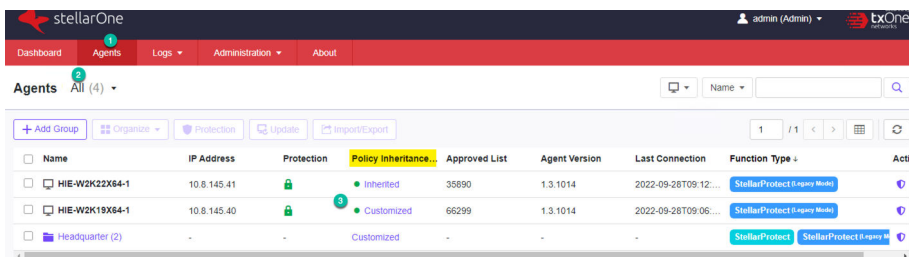 stellarOne
admin (Admin)
txOne
networks
1
Dashboard Agents Logs Administration About
2
Agents All (4)
Name
+ Add Group Organize Protection Update Import/Export 1 / 1
Name IP Address Protection Policy Inheritance... Approved List Agent Version Last Connection Function Type ↓ Acti
HIE-W2K22X64-1 10.8.145.41 Inherited 35890 1.3.1014 2022-09-28T09:12:... StellarProtect (Legacy Mode)
3
HIE-W2K19X64-1 10.8.145.40 Customized 66299 1.3.1014 2022-09-28T09:06:... StellarProtect (Legacy Mode)
Headquarter (2) - - Customized - - - StellarProtect StellarProtect (Legacy M